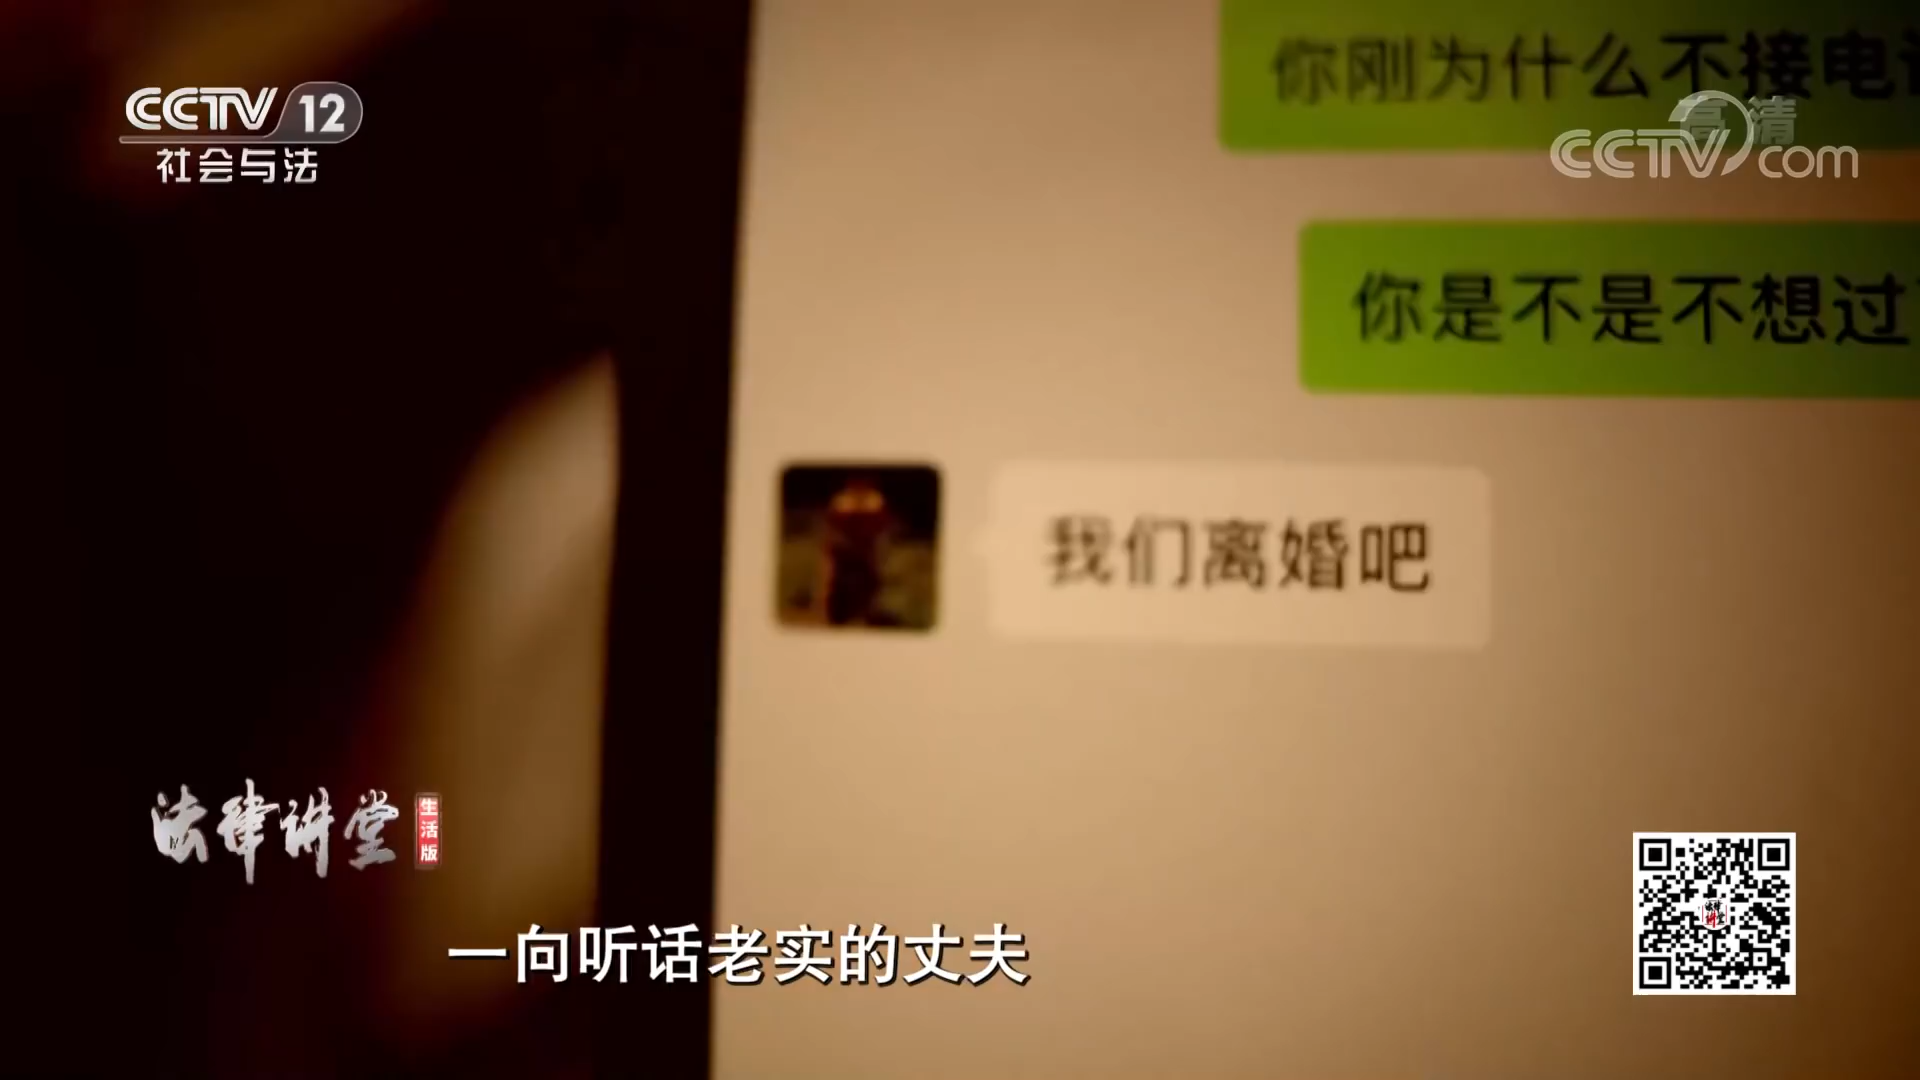 CCTV 12
社会与法
高清
CCTV com
你刚为什么不接电
你是不是不想过
我们离婚吧
法律讲堂
生活版
一向听话老实的丈夫